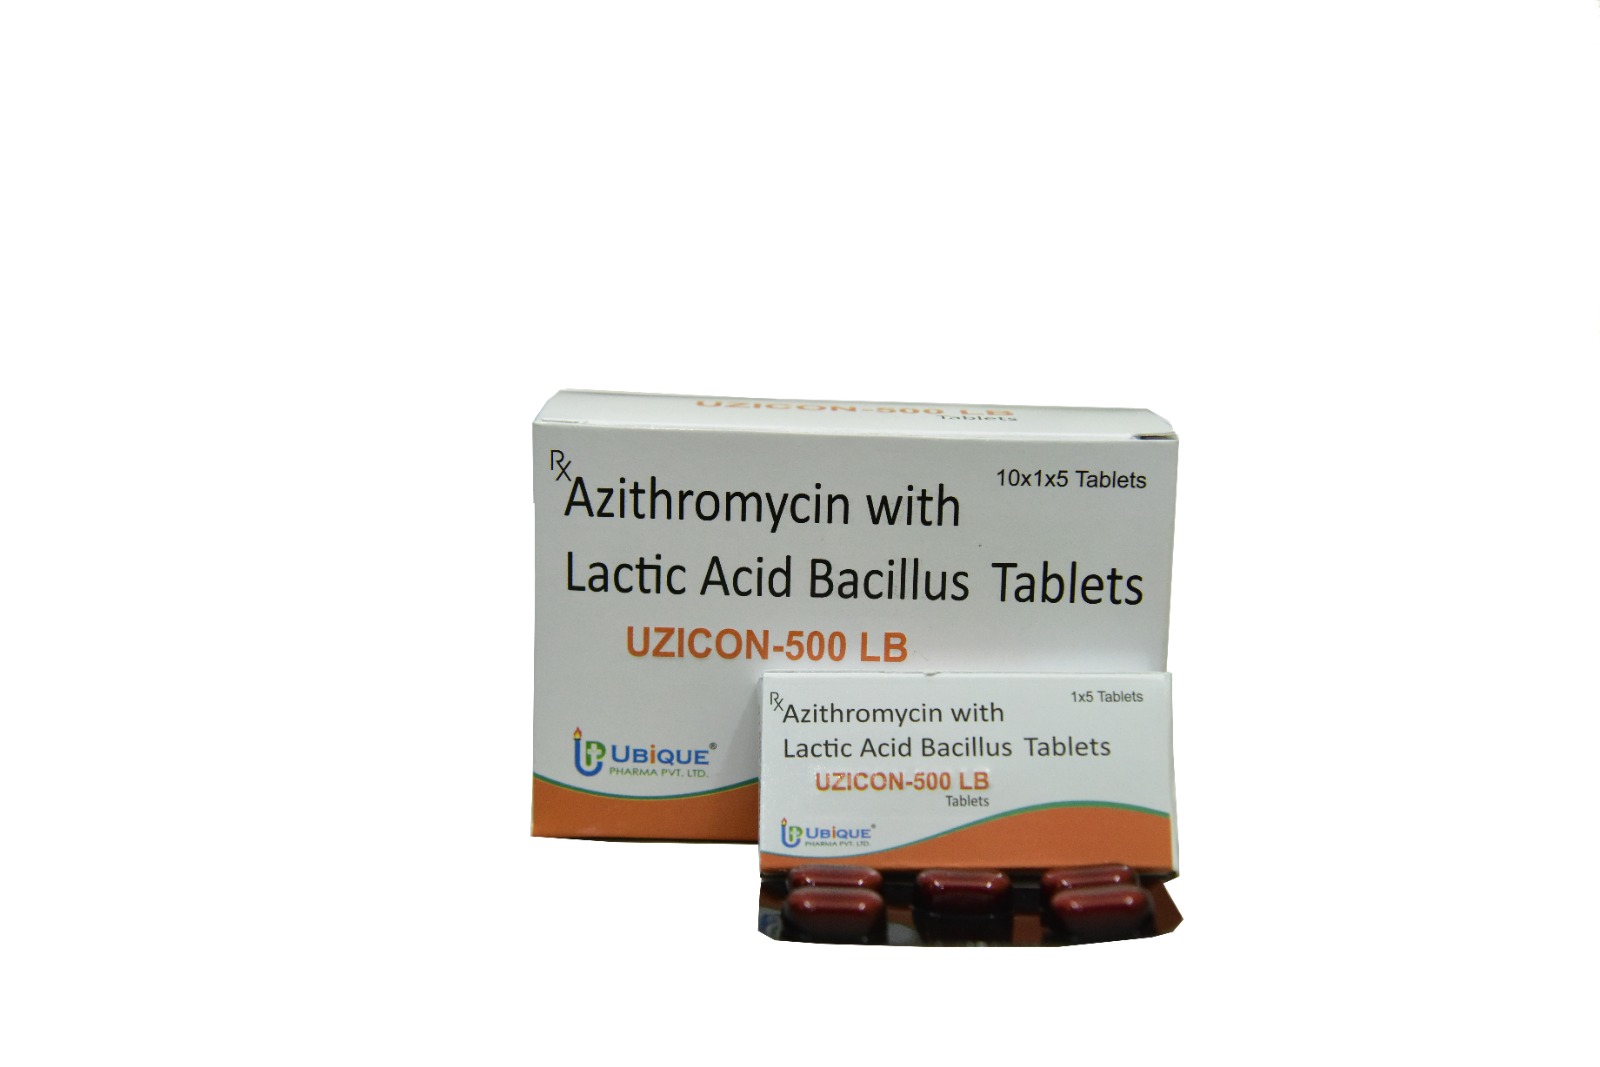 UZICON-500 LB
Tablets
Rx
10x1x5 Tablets
Azithromycin with
Lactic Acid Bacillus Tablets
UZICON-500 LB
UBiQUE®
PHARMA PVT. LTD.
Rx
1x5 Tablets
Azithromycin with
Lactic Acid Bacillus Tablets
UZICON-500 LB
Tablets
UBiQUE®
PHARMA PVT. LTD.